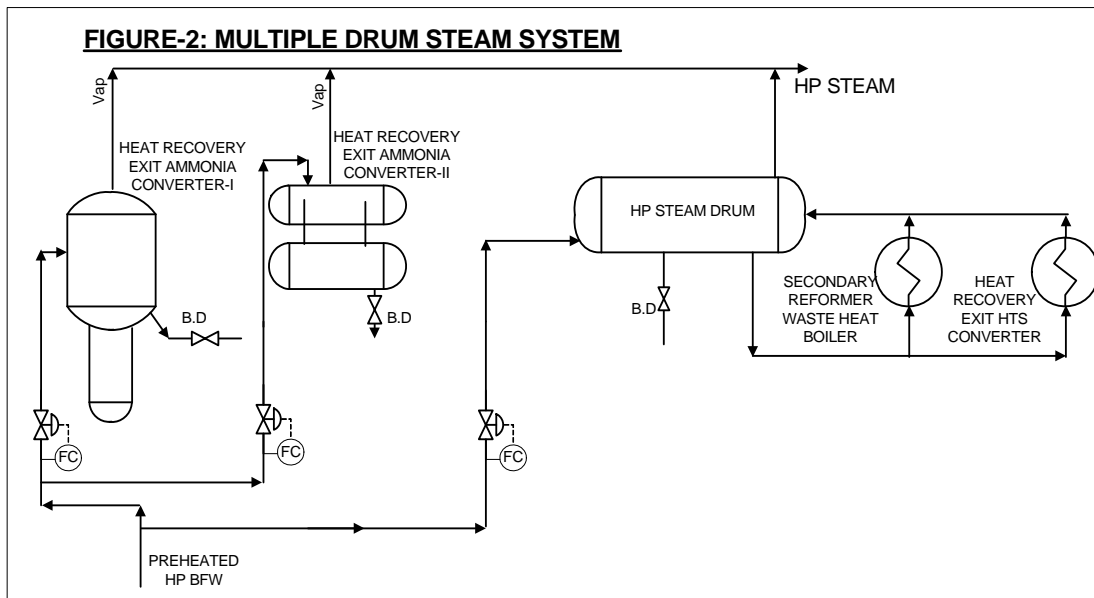 FIGURE-2: MULTIPLE DRUM STEAM SYSTEM
HP STEAM
Vap
Vap
HEAT RECOVERY
EXIT AMMONIA
CONVERTER-I
HEAT RECOVERY
EXIT AMMONIA
CONVERTER-II
HP STEAM DRUM
B.D
B.D
B.D
SECONDARY
REFORMER
WASTE HEAT
BOILER
HEAT
RECOVERY
EXIT HTS
CONVERTER
FC
FC
FC
PREHEATED
HP BFW